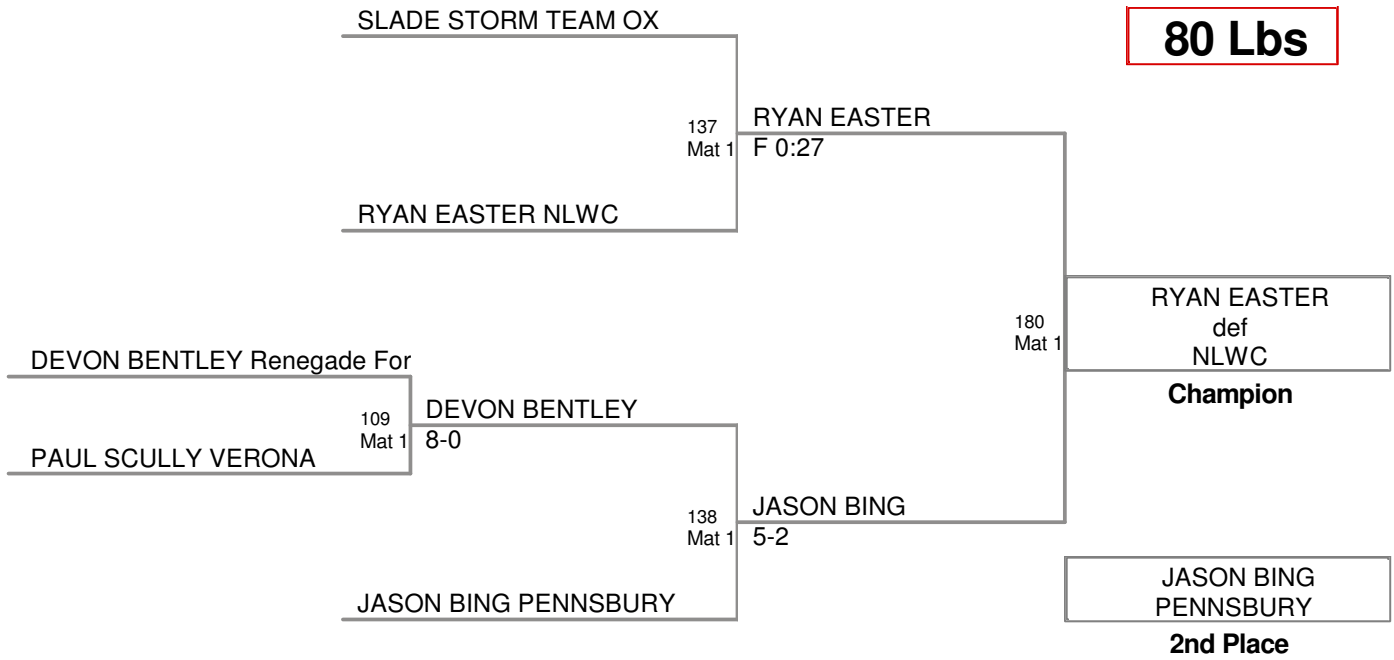 SLADE STORM TEAM OX
80 Lbs
137
Mat 1
RYAN EASTER
F 0:27
RYAN EASTER NLWC
180
Mat 1
RYAN EASTER
def
NLWC
Champion
DEVON BENTLEY Renegade For
109
Mat 1
DEVON BENTLEY
8-0
PAUL SCULLY VERONA
138
Mat 1
JASON BING
5-2
JASON BING PENNSBURY
JASON BING
PENNSBURY
2nd Place